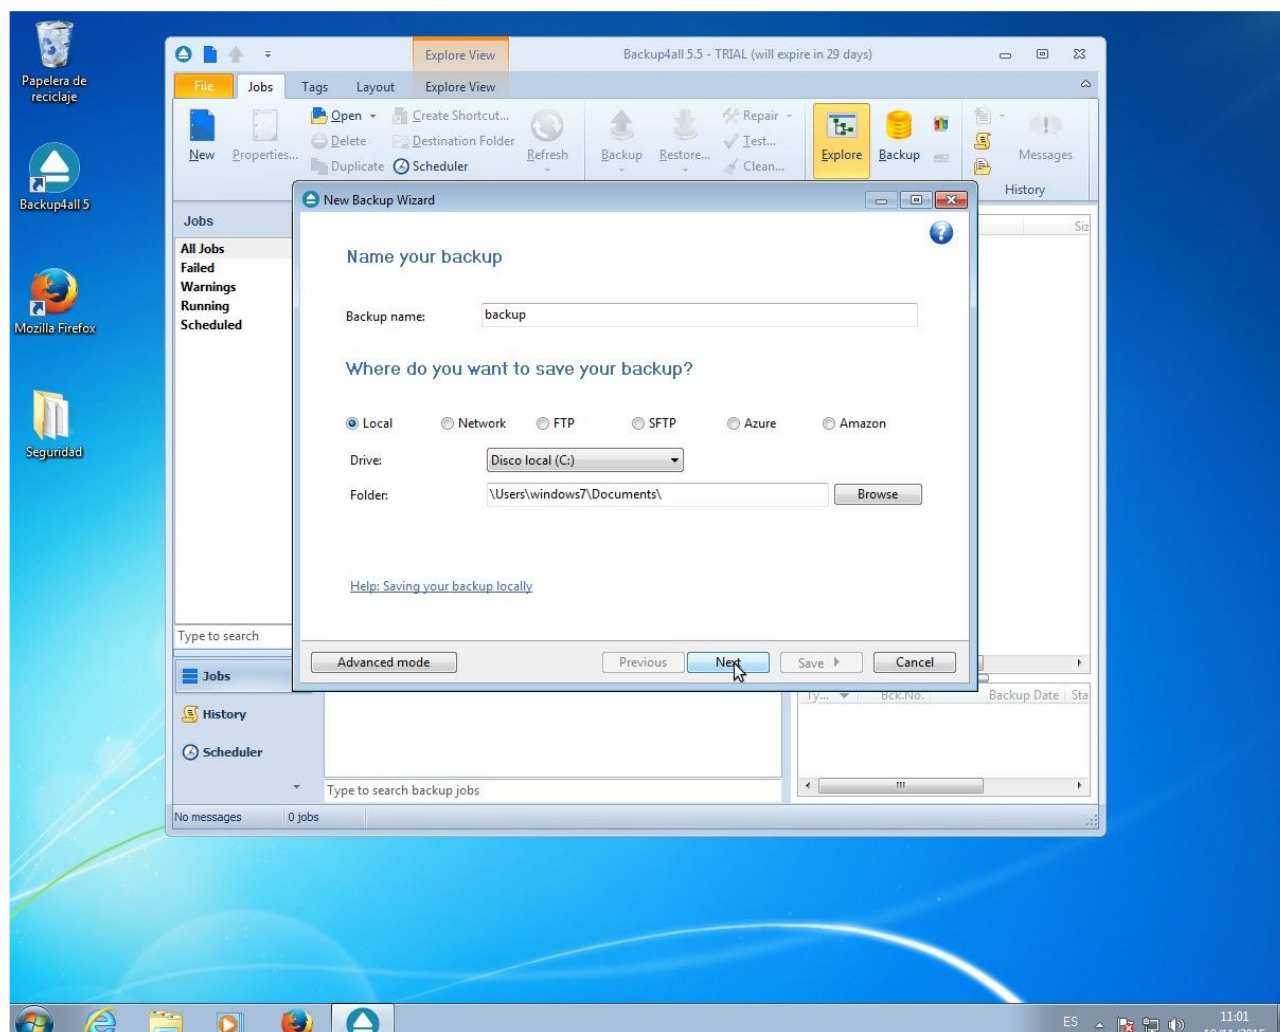 Papelera de
reciclaje
Backup4all 5
Mozilla Firefox
Seguridad
Explore View
Backup4all 5.5 - TRIAL (will expire in 29 days)
File Jobs Tags Layout Explore View
New
Properties...
Open
Delete
Duplicate
Create Shortcut...
Destination Folder
Scheduler
Refresh
Backup
Restore...
Repair
Test...
Clean...
Explore
Backup
Messages
History
Jobs
All Jobs
Failed
Warnings
Running
Scheduled
Type to search
Jobs
History
Scheduler
Siz
New Backup Wizard
Name your backup
Backup name: backup
Where do you want to save your backup?
Local Network FTP SFTP Azure Amazon
Drive: Disco local (C:)
Folder: \Users\windows7\Documents\ Browse
Help: Saving your backup locally
Advanced mode Previous Next Save Cancel
Ty... Bck.No. Backup Date Sta
Type to search backup jobs
No messages 0 jobs
ES
11:01